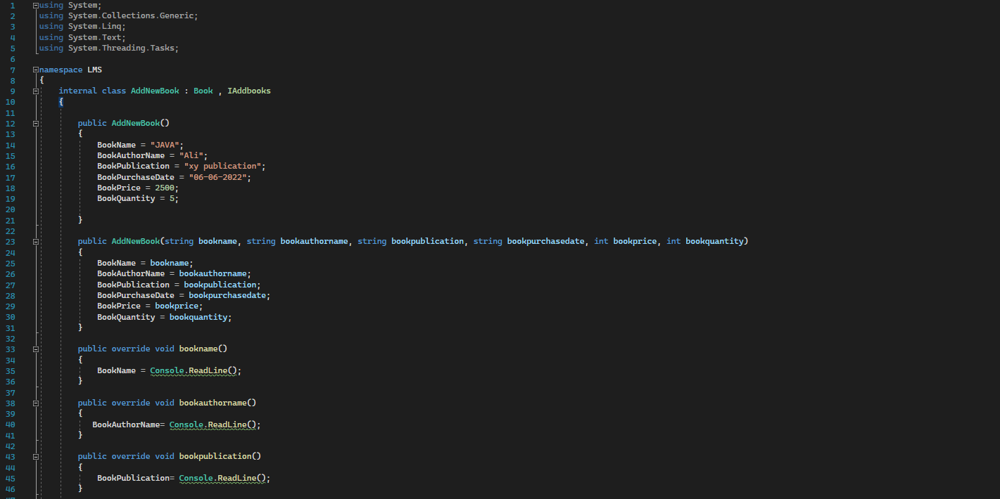 1 using System;
2 using System.Collections.Generic;
3 using System.Linq;
4 using System.Text;
5 using System.Threading.Tasks;
6
7 namespace LMS
8 {
9 internal class AddNewBook : Book , IAddbooks
10 {
11
12 public AddNewBook()
13 {
14 BookName = "JAVA";
15 BookAuthorName = "Ali";
16 BookPublication = "xy publication";
17 BookPurchaseDate = "06-06-2022";
18 BookPrice = 2500;
19 BookQuantity = 5;
20
21 }
22
23 public AddNewBook(string bookname, string bookauthorname, string bookpublication, string bookpurchasedate, int bookprice, int bookquantity)
24 {
25 BookName = bookname;
26 BookAuthorName = bookauthorname;
27 BookPublication = bookpublication;
28 BookPurchaseDate = bookpurchasedate;
29 BookPrice = bookprice;
30 BookQuantity = bookquantity;
31 }
32
33 public override void bookname()
34 {
35 BookName = Console.ReadLine();
36 }
37
38 public override void bookauthorname()
39 {
40 BookAuthorName= Console.ReadLine();
41 }
42
43 public override void bookpublication()
44 {
45 BookPublication= Console.ReadLine();
46 }